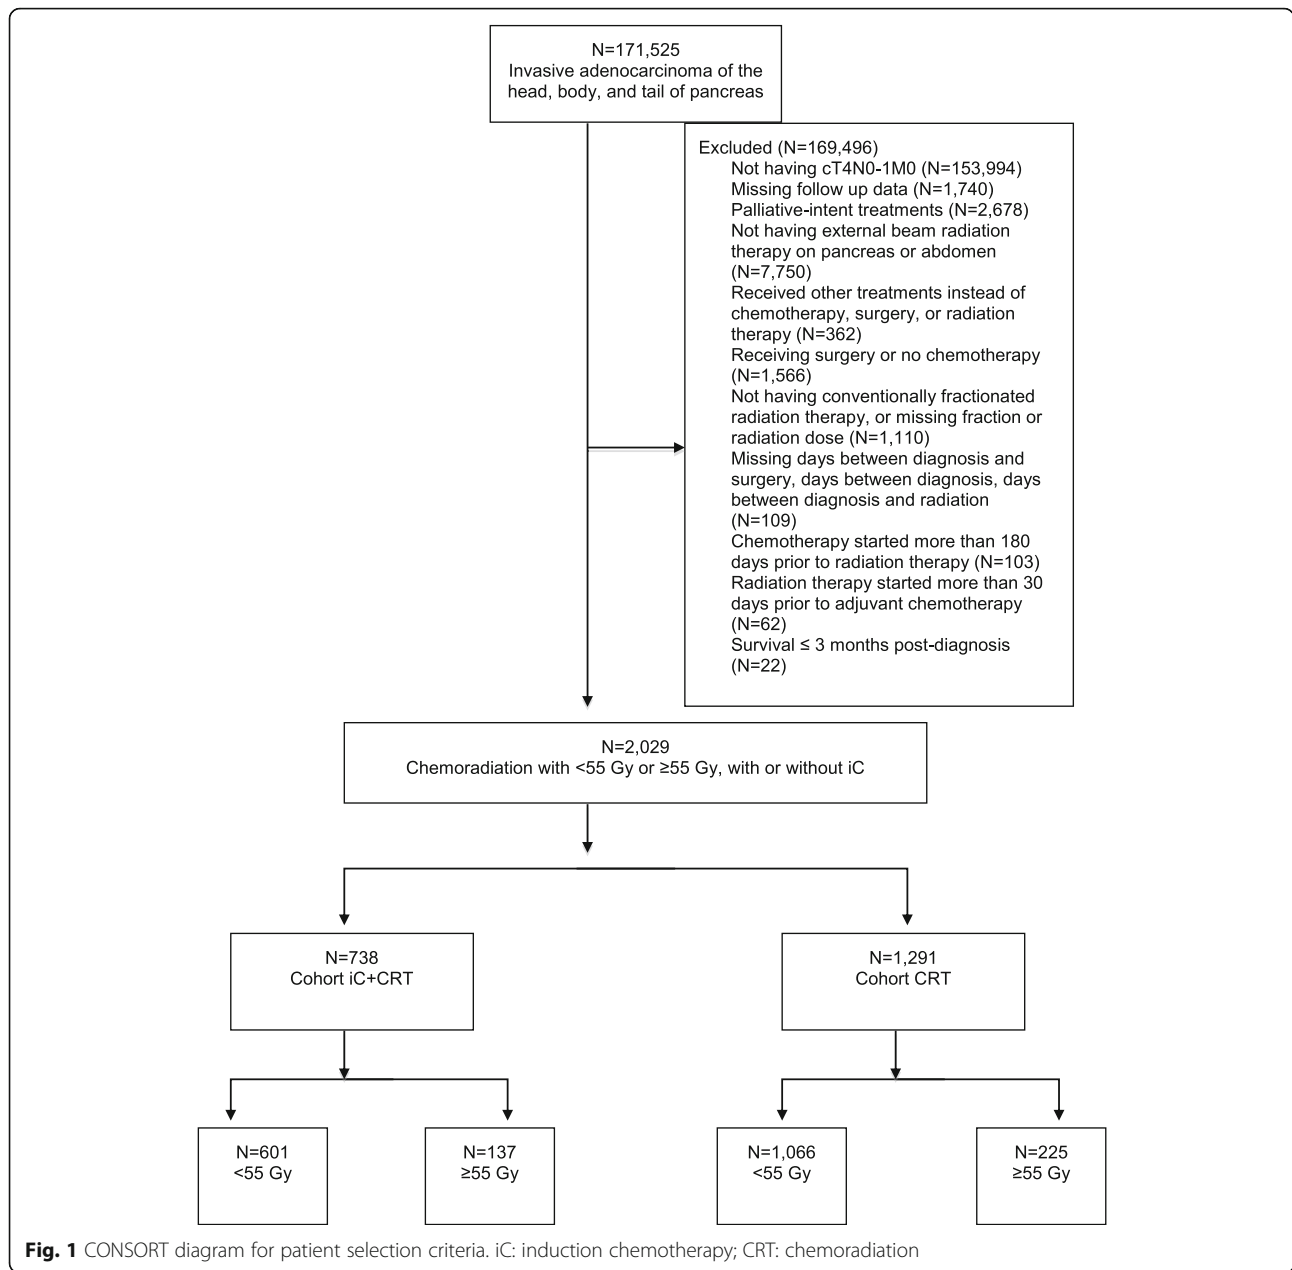 N=171,525
Invasive adenocarcinoma of the
head, body, and tail of pancreas
Excluded (N=169,496)
Not having cT4N0-1M0 (N=153,994)
Missing follow up data (N=1,740)
Palliative-intent treatments (N=2,678)
Not having external beam radiation
therapy on pancreas or abdomen
(N=7,750)
Received other treatments instead of
chemotherapy, surgery, or radiation
therapy (N=362)
Receiving surgery or no chemotherapy
(N=1,566)
Not having conventionally fractionated
radiation therapy, or missing fraction or
radiation dose (N=1,110)
Missing days between diagnosis and
surgery, days between diagnosis, days
between diagnosis and radiation
(N=109)
Chemotherapy started more than 180
days prior to radiation therapy (N=103)
Radiation therapy started more than 30
days prior to adjuvant chemotherapy
(N=62)
Survival ≤ 3 months post-diagnosis
(N=22)
N=2,029
Chemoradiation with <55 Gy or ≥55 Gy, with or without iC
N=738
Cohort iC+CRT
N=1,291
Cohort CRT
N=601
<55 Gy
N=137
≥55 Gy
N=1,066
<55 Gy
N=225
≥55 Gy
Fig. 1 CONSORT diagram for patient selection criteria. iC: induction chemotherapy; CRT: chemoradiation